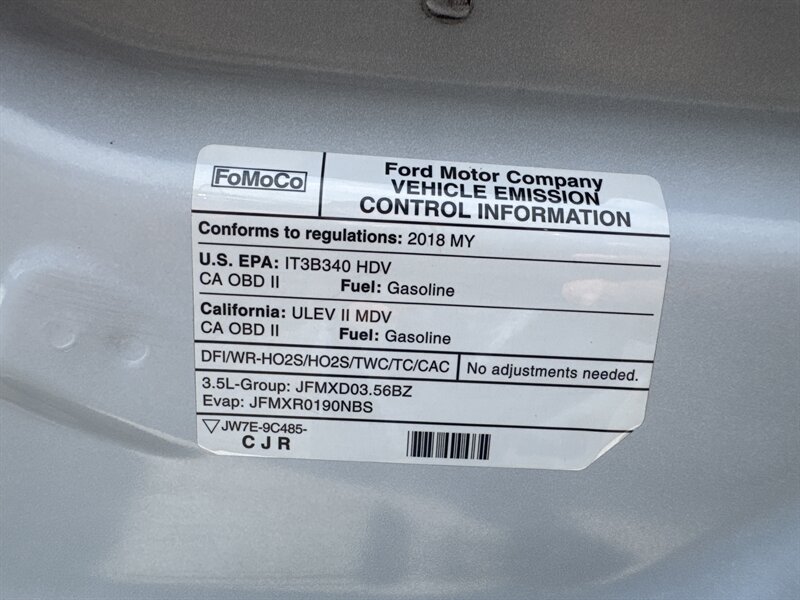 FoMoCo
Ford Motor Company
VEHICLE EMISSION
CONTROL INFORMATION
Conforms to regulations: 2018 MY
U.S. EPA: IT3B340 HDV
CA OBD II Fuel: Gasoline
California: ULEV II MDV
CA OBD II Fuel: Gasoline
DFI/WR-HO2S/HO2S/TWC/TC/CAC
No adjustments needed.
3.5L-Group: JFMXD03.56BZ
Evap: JFMXR0190NBS
JW7E-9C485-
C J R